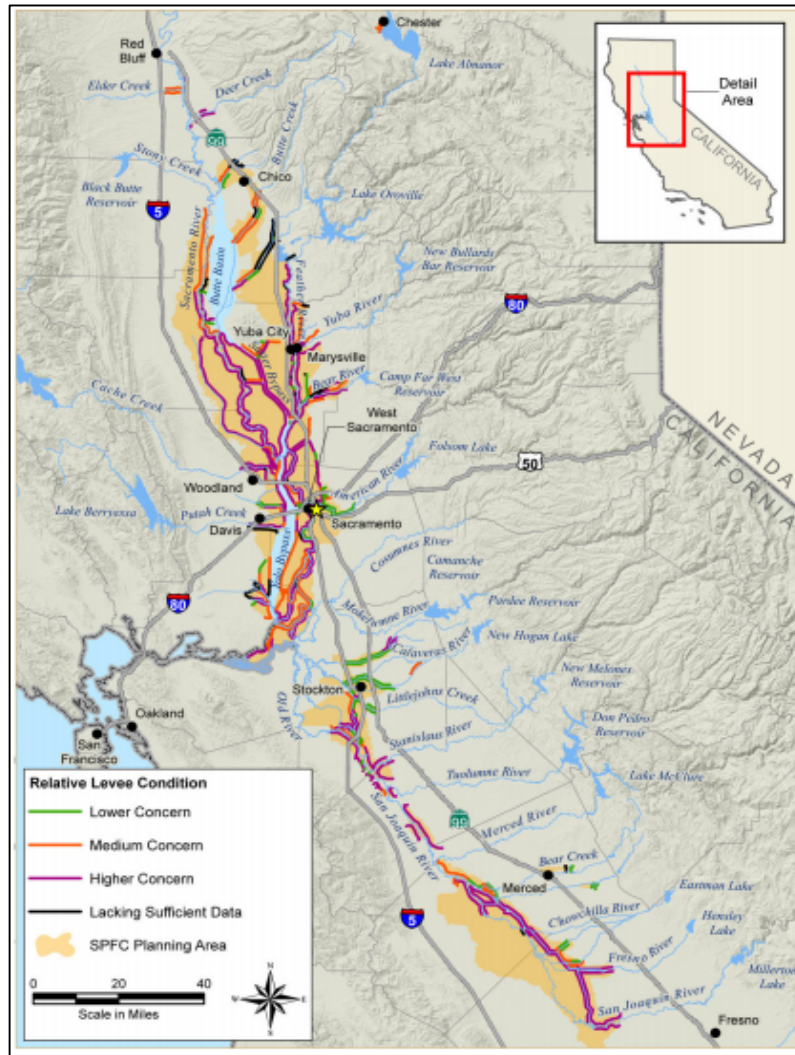 Chester
Red
Bluff
Lake Almanor
Elder Creek
Deer Creek
Detail
Area
CALIFORNIA
99
Butte Creek
Stony Creek
Chico
Black Butte
Reservoir
Lake Oroville
5
Sacramento River
Butte Basin
Feather River
New Bullards
Bar Reservoir
Yuba River
80
Yuba City
Marysville
Bypass
Bear River
Camp Far West
Reservoir
Cache Creek
West
Sacramento
NEVADA
CALIFORNIA
Folsom Lake
American River
50
Woodland
Lake Berryessa
Putah Creek
Davis
Sacramento
Yolo Bypass
Cosumnes River
Camanche
Reservoir
80
Mokelumne River
Pardee Reservoir
Calaveras River
New Hogan Lake
New Melones
Reservoir
Stockton
Littlejohns Creek
Old River
Don Pedro
Reservoir
Oakland
San
Francisco
Stanislaus River
Tuolumne River
Lake McClure
San Joaquin River
99
Merced River
Bear Creek
Merced
Eastman Lake
Chowchilla River
Hensley
Lake
5
Fresno River
Millerton
Lake
San Joaquin River
Fresno
Relative Levee Condition
Lower Concern
Medium Concern
Higher Concern
Lacking Sufficient Data
SPFC Planning Area
0
20
40
Scale in Miles
N
W
E
S